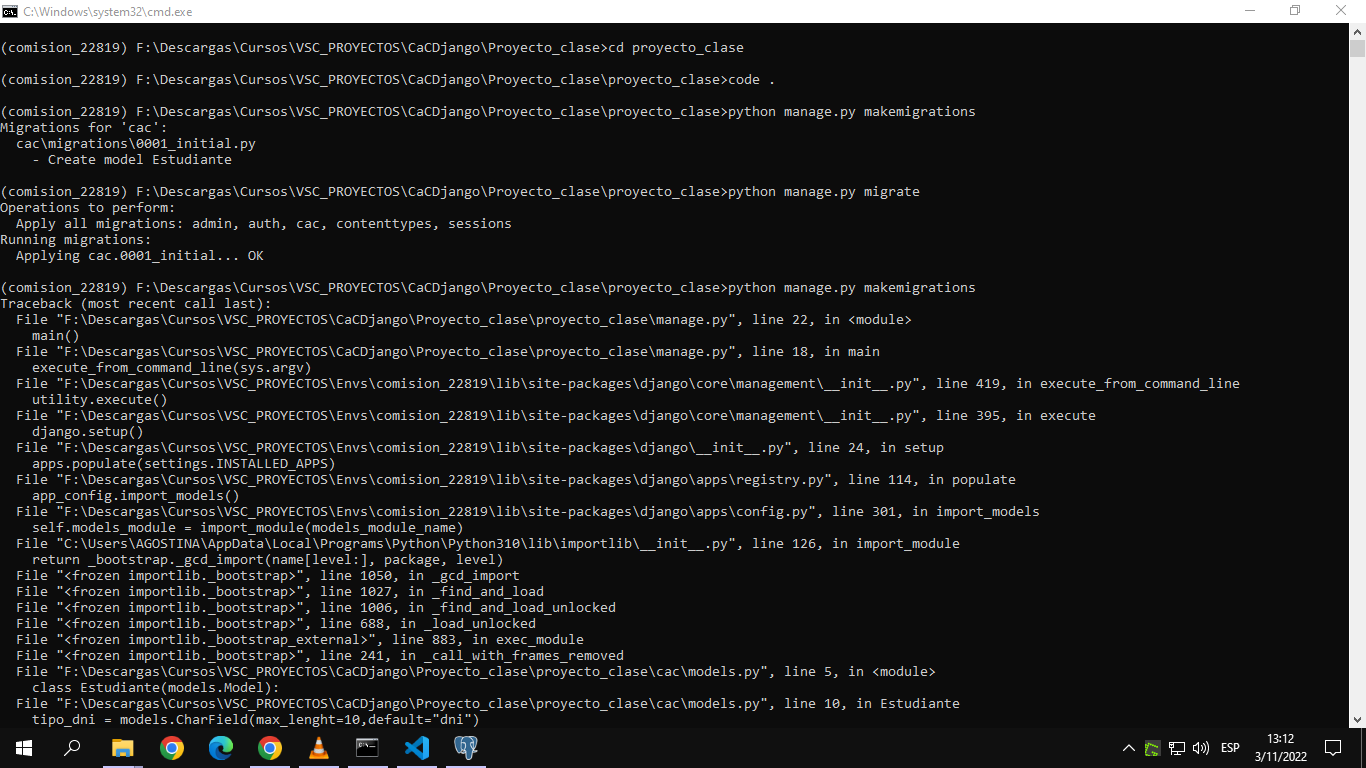 C:\Windows\system32\cmd.exe
(comision_22819) F:\Descargas\Cursos\VSC_PROYECTOS\CaCDjango\Proyecto_clase>cd proyecto_clase
(comision_22819) F:\Descargas\Cursos\VSC_PROYECTOS\CaCDjango\Proyecto_clase\proyecto_clase>code .
(comision_22819) F:\Descargas\Cursos\VSC_PROYECTOS\CaCDjango\Proyecto_clase\proyecto_clase>python manage.py makemigrations
Migrations for 'cac':
  cac\migrations\0001_initial.py
    - Create model Estudiante
(comision_22819) F:\Descargas\Cursos\VSC_PROYECTOS\CaCDjango\Proyecto_clase\proyecto_clase>python manage.py migrate
Operations to perform:
  Apply all migrations: admin, auth, cac, contenttypes, sessions
Running migrations:
  Applying cac.0001_initial... OK
(comision_22819) F:\Descargas\Cursos\VSC_PROYECTOS\CaCDjango\Proyecto_clase\proyecto_clase>python manage.py makemigrations
Traceback (most recent call last):
  File "F:\Descargas\Cursos\VSC_PROYECTOS\CaCDjango\Proyecto_clase\proyecto_clase\manage.py", line 22, in <module>
    main()
  File "F:\Descargas\Cursos\VSC_PROYECTOS\CaCDjango\Proyecto_clase\proyecto_clase\manage.py", line 18, in main
    execute_from_command_line(sys.argv)
  File "F:\Descargas\Cursos\VSC_PROYECTOS\Envs\comision_22819\lib\site-packages\django\core\management\__init__.py", line 419, in execute_from_command_line
    utility.execute()
  File "F:\Descargas\Cursos\VSC_PROYECTOS\Envs\comision_22819\lib\site-packages\django\core\management\__init__.py", line 395, in execute
    django.setup()
  File "F:\Descargas\Cursos\VSC_PROYECTOS\Envs\comision_22819\lib\site-packages\django\__init__.py", line 24, in setup
    apps.populate(settings.INSTALLED_APPS)
  File "F:\Descargas\Cursos\VSC_PROYECTOS\Envs\comision_22819\lib\site-packages\django\apps\registry.py", line 114, in populate
    app_config.import_models()
  File "F:\Descargas\Cursos\VSC_PROYECTOS\Envs\comision_22819\lib\site-packages\django\apps\config.py", line 301, in import_models
    self.models_module = import_module(models_module_name)
  File "C:\Users\AGOSTINA\AppData\Local\Programs\Python\Python310\lib\importlib\__init__.py", line 126, in import_module
    return _bootstrap._gcd_import(name[level:], package, level)
  File "<frozen importlib._bootstrap>", line 1050, in _gcd_import
  File "<frozen importlib._bootstrap>", line 1027, in _find_and_load
  File "<frozen importlib._bootstrap>", line 1006, in _find_and_load_unlocked
  File "<frozen importlib._bootstrap>", line 688, in _load_unlocked
  File "<frozen importlib._bootstrap_external>", line 883, in exec_module
  File "<frozen importlib._bootstrap>", line 241, in _call_with_frames_removed
  File "F:\Descargas\Cursos\VSC_PROYECTOS\CaCDjango\Proyecto_clase\proyecto_clase\cac\models.py", line 5, in <module>
    class Estudiante(models.Model):
  File "F:\Descargas\Cursos\VSC_PROYECTOS\CaCDjango\Proyecto_clase\proyecto_clase\cac\models.py", line 10, in Estudiante
    tipo_dni = models.CharField(max_lenght=10,default="dni")
ESP
13:12
3/11/2022